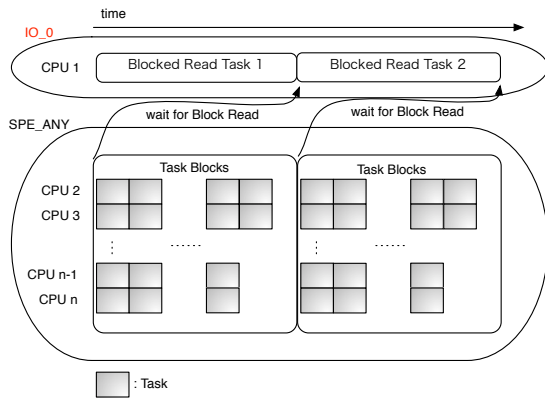 time
IO_0
CPU 1
Blocked Read Task 1
Blocked Read Task 2
wait for Block Read
wait for Block Read
SPE_ANY
Task Blocks
Task Blocks
CPU 2
CPU 3
⋮ ...... ⋮ ......
CPU n-1
CPU n
: Task